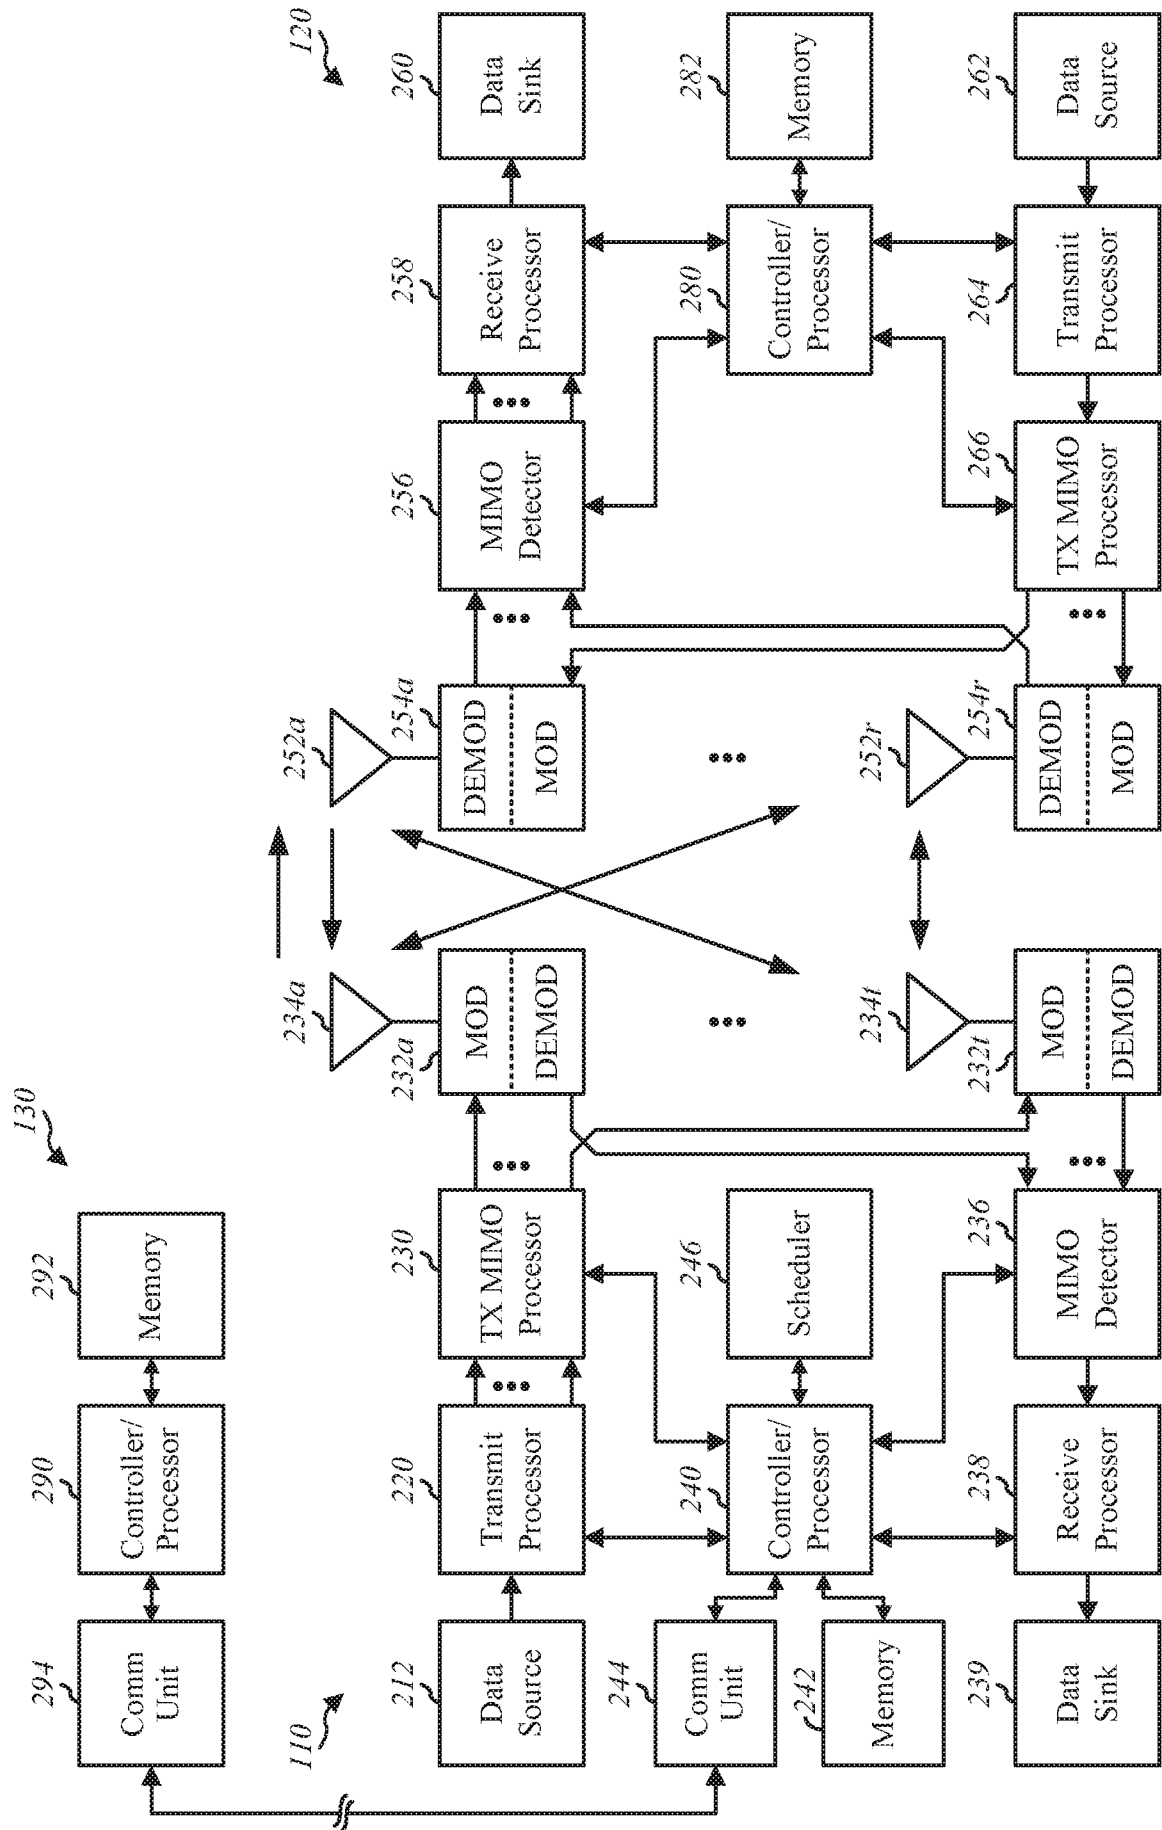 130
294
Comm
Unit
290
Controller/
Processor
292
Memory
110
120
212
Data
Source
220
Transmit
Processor
230
TX MIMO
Processor
232a
MOD
DEMOD
234a
252a
254a
DEMOD
MOD
256
MIMO
Detector
258
Receive
Processor
260
Data
Sink
244
Comm
Unit
242
Memory
240
Controller/
Processor
246
Scheduler
280
Controller/
Processor
282
Memory
239
Data
Sink
238
Receive
Processor
236
MIMO
Detector
232t
MOD
DEMOD
234t
252r
254r
DEMOD
MOD
266
TX MIMO
Processor
264
Transmit
Processor
262
Data
Source